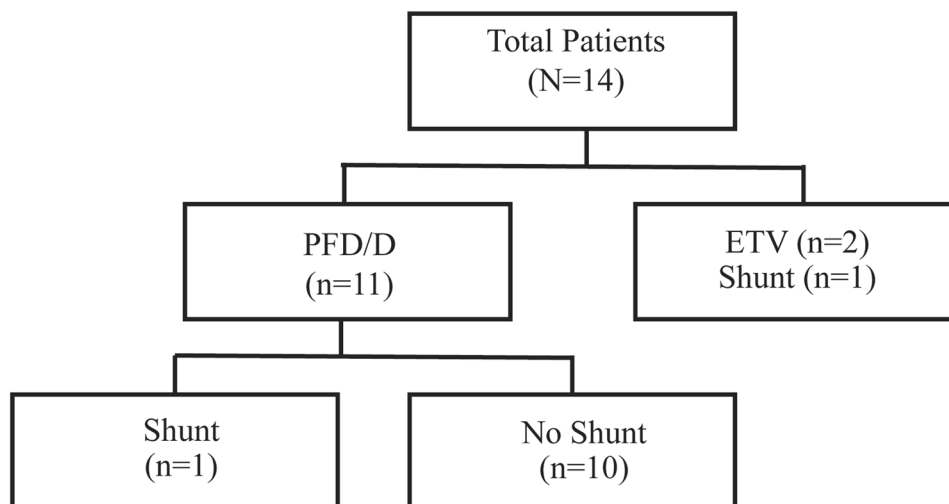 Total Patients
(N=14)
PFD/D
(n=11)
ETV (n=2)
Shunt (n=1)
Shunt
(n=1)
No Shunt
(n=10)